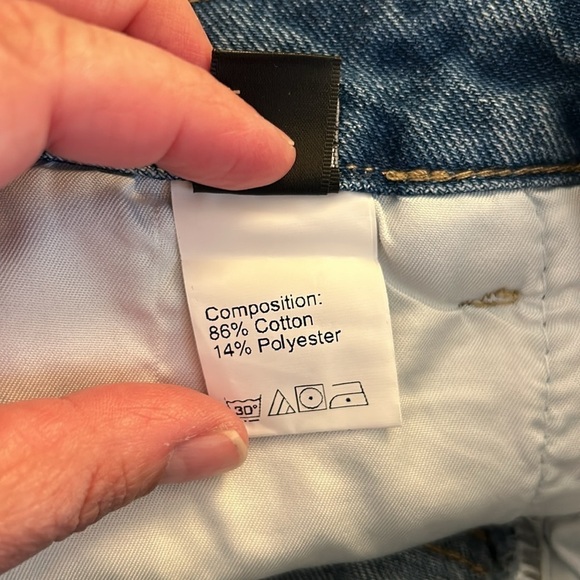 Composition:
86% Cotton
14% Polyester
30°